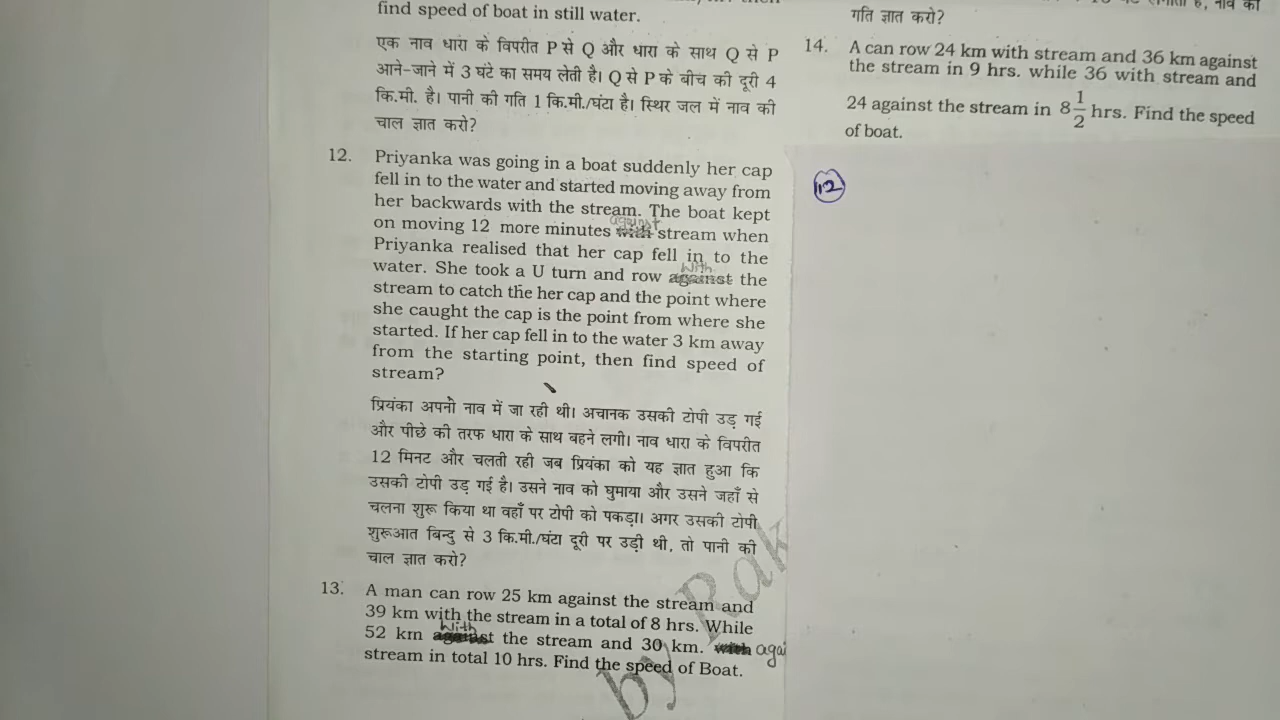 find speed of boat in still water.
एक नाव धारा के विपरीत P से Q और धारा के साथ Q से P
आने-जाने में 3 घंटे का समय लेती है। Q से P के बीच की दूरी 4
कि.मी. है। पानी की गति 1 कि.मी./घंटा है। स्थिर जल में नाव की
चाल ज्ञात करो?
12. Priyanka was going in a boat suddenly her cap
fell in to the water and started moving away from
her backwards with the stream. The boat kept
on moving 12 more minutes against with stream when
Priyanka realised that her cap fell in to the
water. She took a U turn and row with against the
stream to catch the her cap and the point where
she caught the cap is the point from where she
started. If her cap fell in to the water 3 km away
from the starting point, then find speed of
stream?
प्रियंका अपनी नाव में जा रही थी। अचानक उसकी टोपी उड़ गई
और पीछे की तरफ धारा के साथ बहने लगी। नाव धारा के विपरीत
12 मिनट और चलती रही जब प्रियंका को यह ज्ञात हुआ कि
उसकी टोपी उड़ गई है। उसने नाव को घुमाया और उसने जहाँ से
चलना शुरू किया था वहाँ पर टोपी को पकड़ा। अगर उसकी टोपी
शुरूआत बिन्दु से 3 कि.मी./घंटा दूरी पर उड़ी थी, तो पानी की
चाल ज्ञात करो?
13. A man can row 25 km against the stream and
39 km with the stream in a total of 8 hrs. While
52 km with against the stream and 30 km. with agai
stream in total 10 hrs. Find the speed of Boat.
by Rak
है, नाव की
गति ज्ञात करो?
14. A can row 24 km with stream and 36 km against
the stream in 9 hrs. while 36 with stream and
24 against the stream in 8 1/2 hrs. Find the speed
of boat.
12